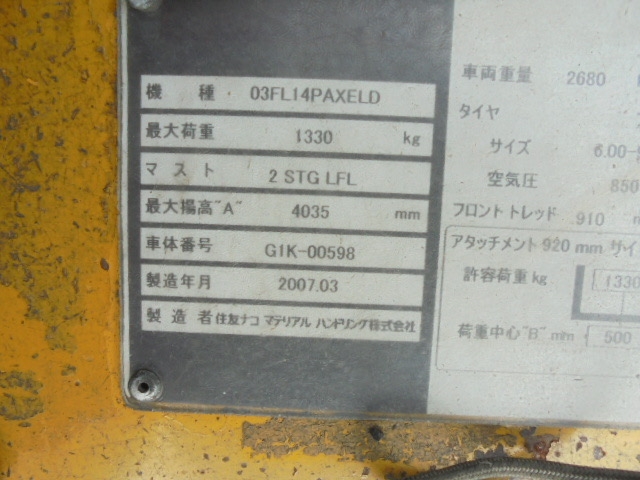 機 種 03FL14PAXELD
最大荷重 1330 kg
マスト 2 STG LFL
最大揚高"A" 4035 mm
車体番号 G1K-00598
製造年月 2007.03
製造者 住友ナコ マテリアル ハンドリング株式会社
車両重量 2680
タイヤ
サイズ 6.00-
空気圧 850
フロントトレッド 910
アタッチメント 920 mm サイ
許容荷重 kg 1330
荷重中心"B" mm 500